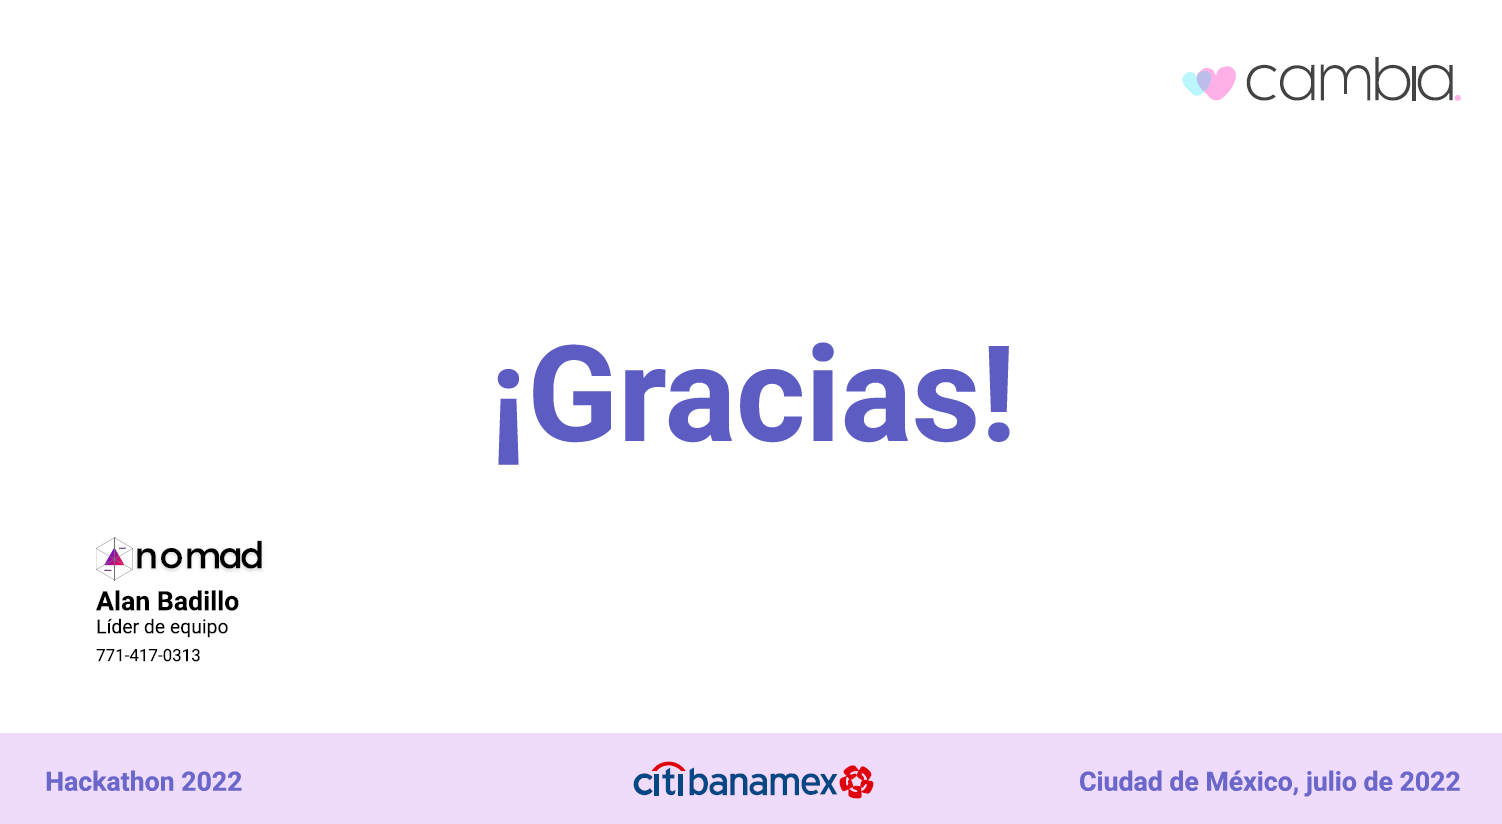 cambia.
¡Gracias!
nomad
Alan Badillo
Líder de equipo
771-417-0313
Hackathon 2022
citibanamex
Ciudad de México, julio de 2022